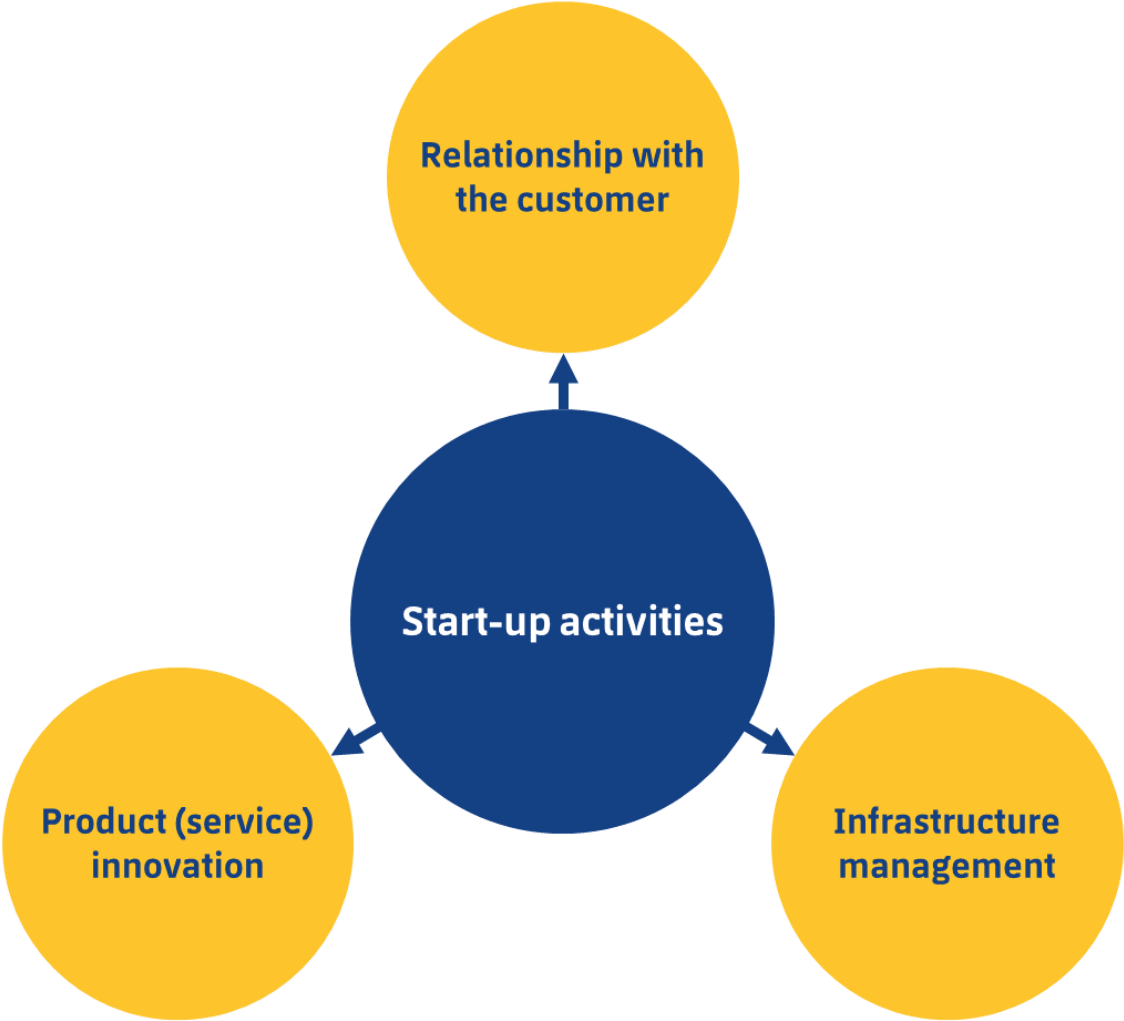 Relationship with
the customer
Start-up activities
Product (service)
innovation
Infrastructure
management